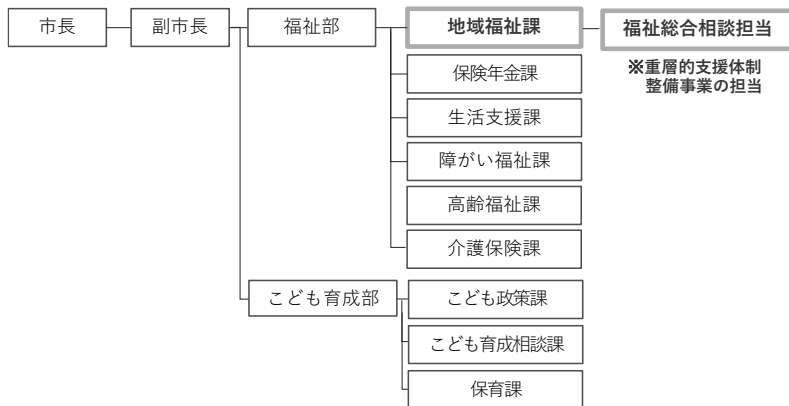 市長
副市長
福祉部
地域福祉課
福祉総合相談担当
※重層的支援体制
整備事業の担当
保険年金課
生活支援課
障がい福祉課
高齢福祉課
介護保険課
こども育成部
こども政策課
こども育成相談課
保育課